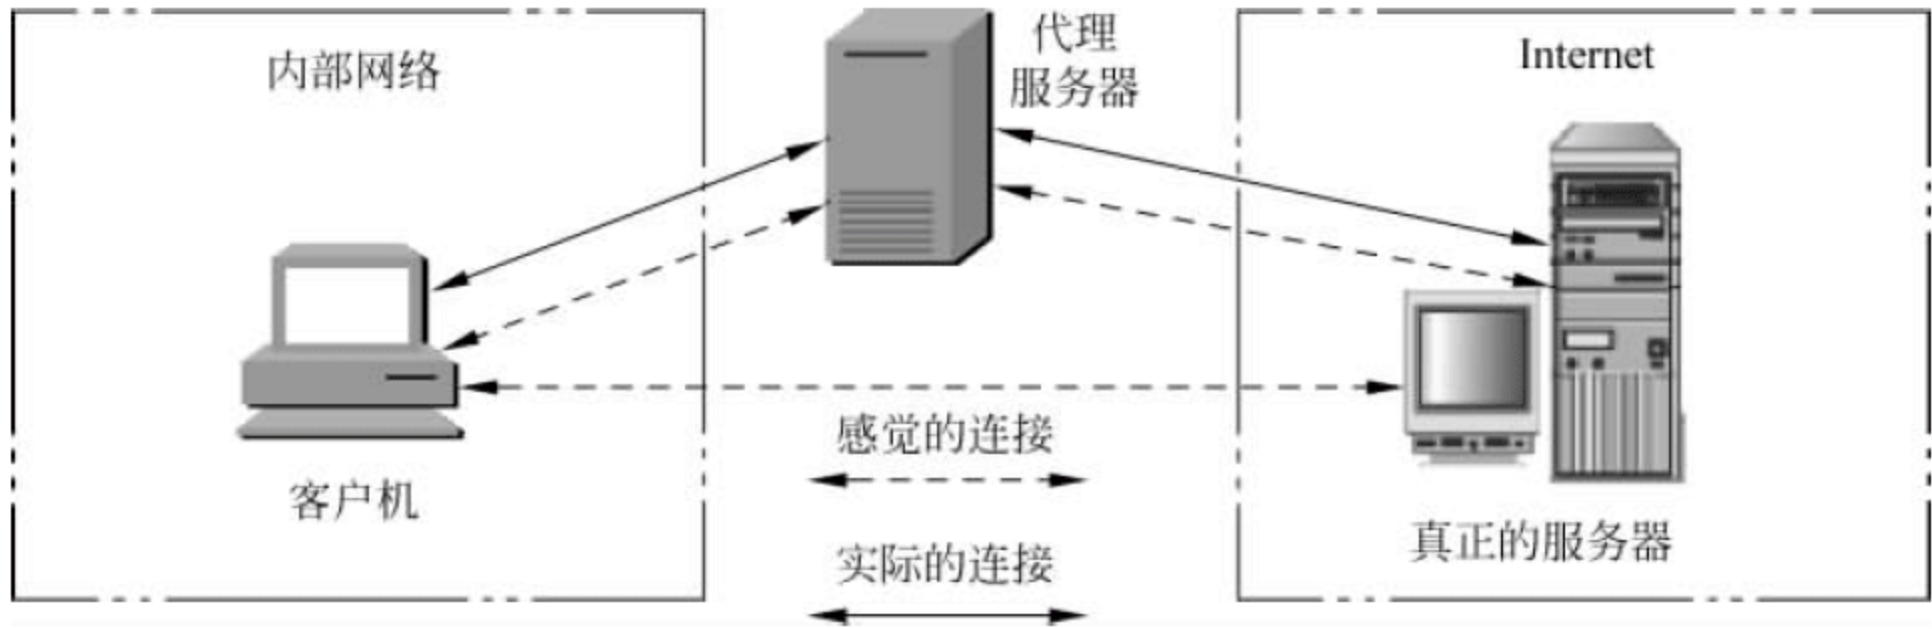 内部网络
代理
服务器
Internet
客户机
感觉的连接
实际的连接
真正的服务器